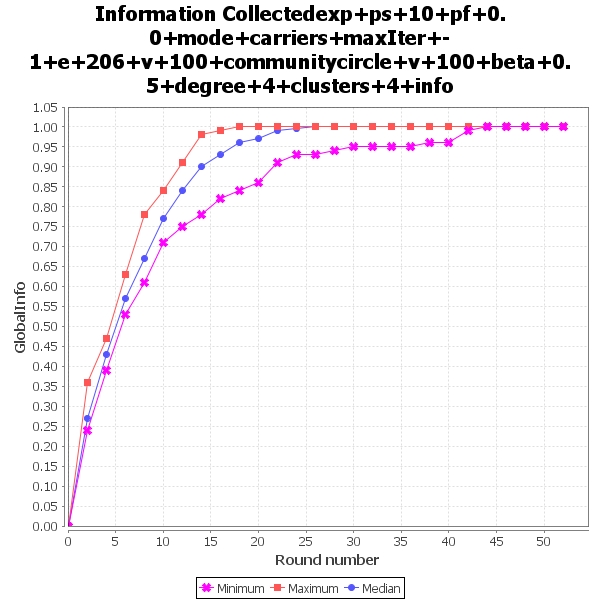 Information Collectedexp+ps+10+pf+0.
0+mode+carriers+maxIter+-
1+e+206+v+100+communitycircle+v+100+beta+0.
5+degree+4+clusters+4+info
1.05
1.00
0.95
0.90
0.85
0.80
0.75
0.70
0.65
0.60
0.55
0.50
0.45
0.40
0.35
0.30
0.25
0.20
0.15
0.10
0.05
0.00
GlobalInfo
0 5 10 15 20 25 30 35 40 45 50
Round number
Minimum Maximum Median